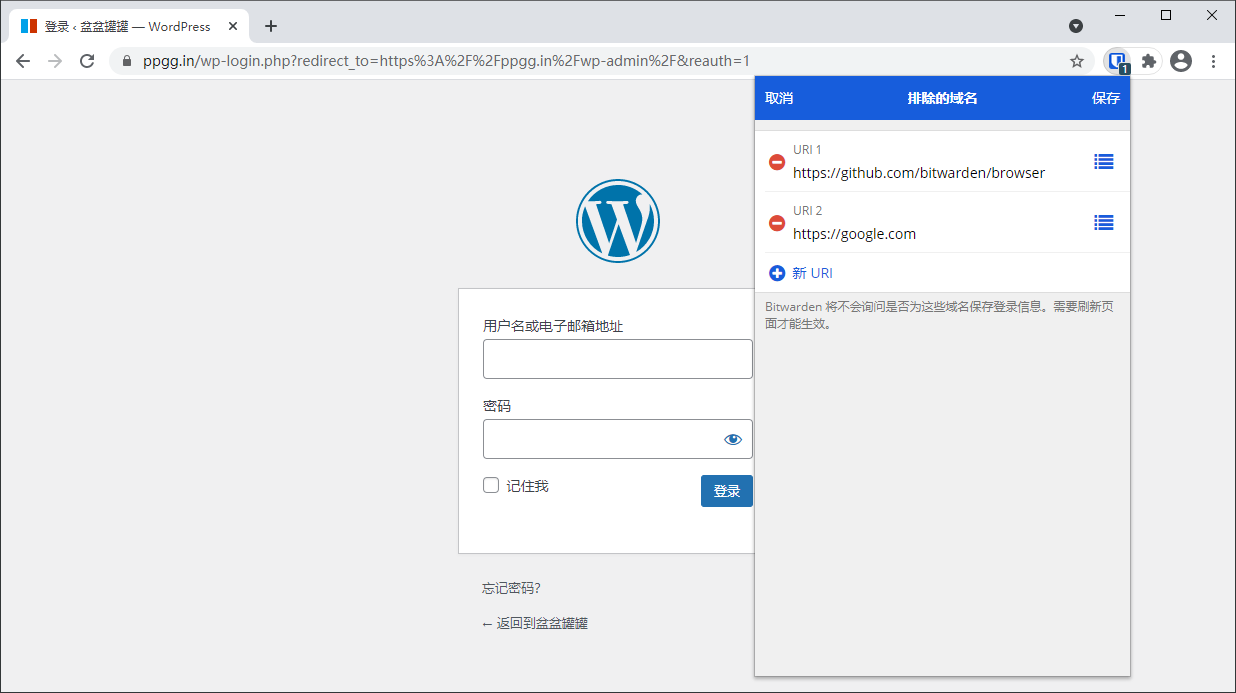 登录 ‹ 盆盆罐罐 — WordPress
ppgg.in/wp-login.php?redirect_to=https%3A%2F%2Fppgg.in%2Fwp-admin%2F&reauth=1
1
取消 排除的域名 保存
URI 1
https://github.com/bitwarden/browser
URI 2
https://google.com
新 URI
Bitwarden 将不会询问是否为这些域名保存登录信息。需要刷新页
面才能生效。
用户名或电子邮箱地址
密码
记住我 登录
忘记密码?
← 返回到盆盆罐罐